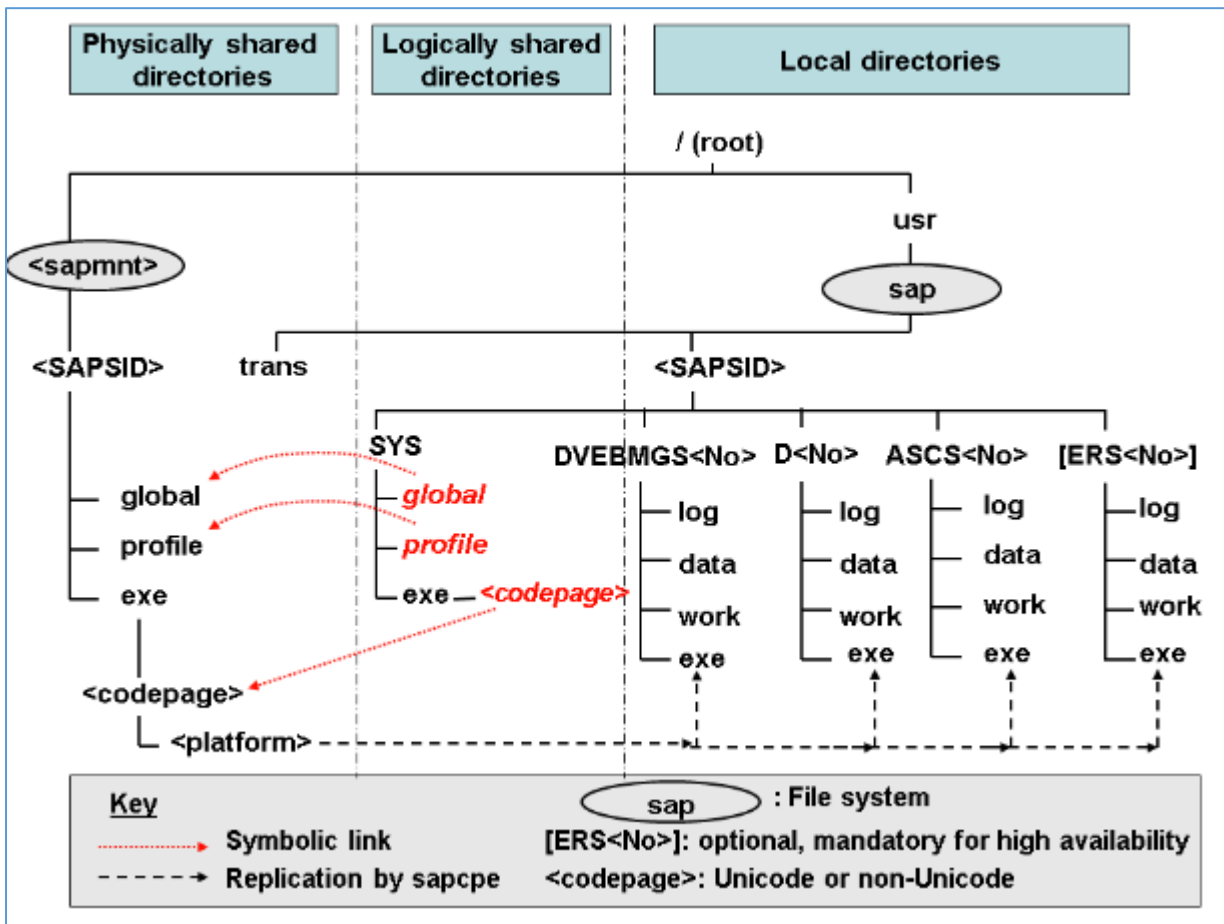 Physically shared
directories
Logically shared
directories
Local directories
/ (root)
usr
<sapmnt>
sap
<SAPSID>
trans
<SAPSID>
SYS
DVEBMGS<No>
D<No>
ASCS<No>
[ERS<No>]
global
profile
exe
global
profile
exe
<codepage>
log
data
work
exe
log
data
work
exe
log
data
work
exe
log
data
work
exe
<codepage>
<platform>
Key
Symbolic link
Replication by sapcpe
sap
: File system
[ERS<No>]: optional, mandatory for high availability
<codepage>: Unicode or non-Unicode